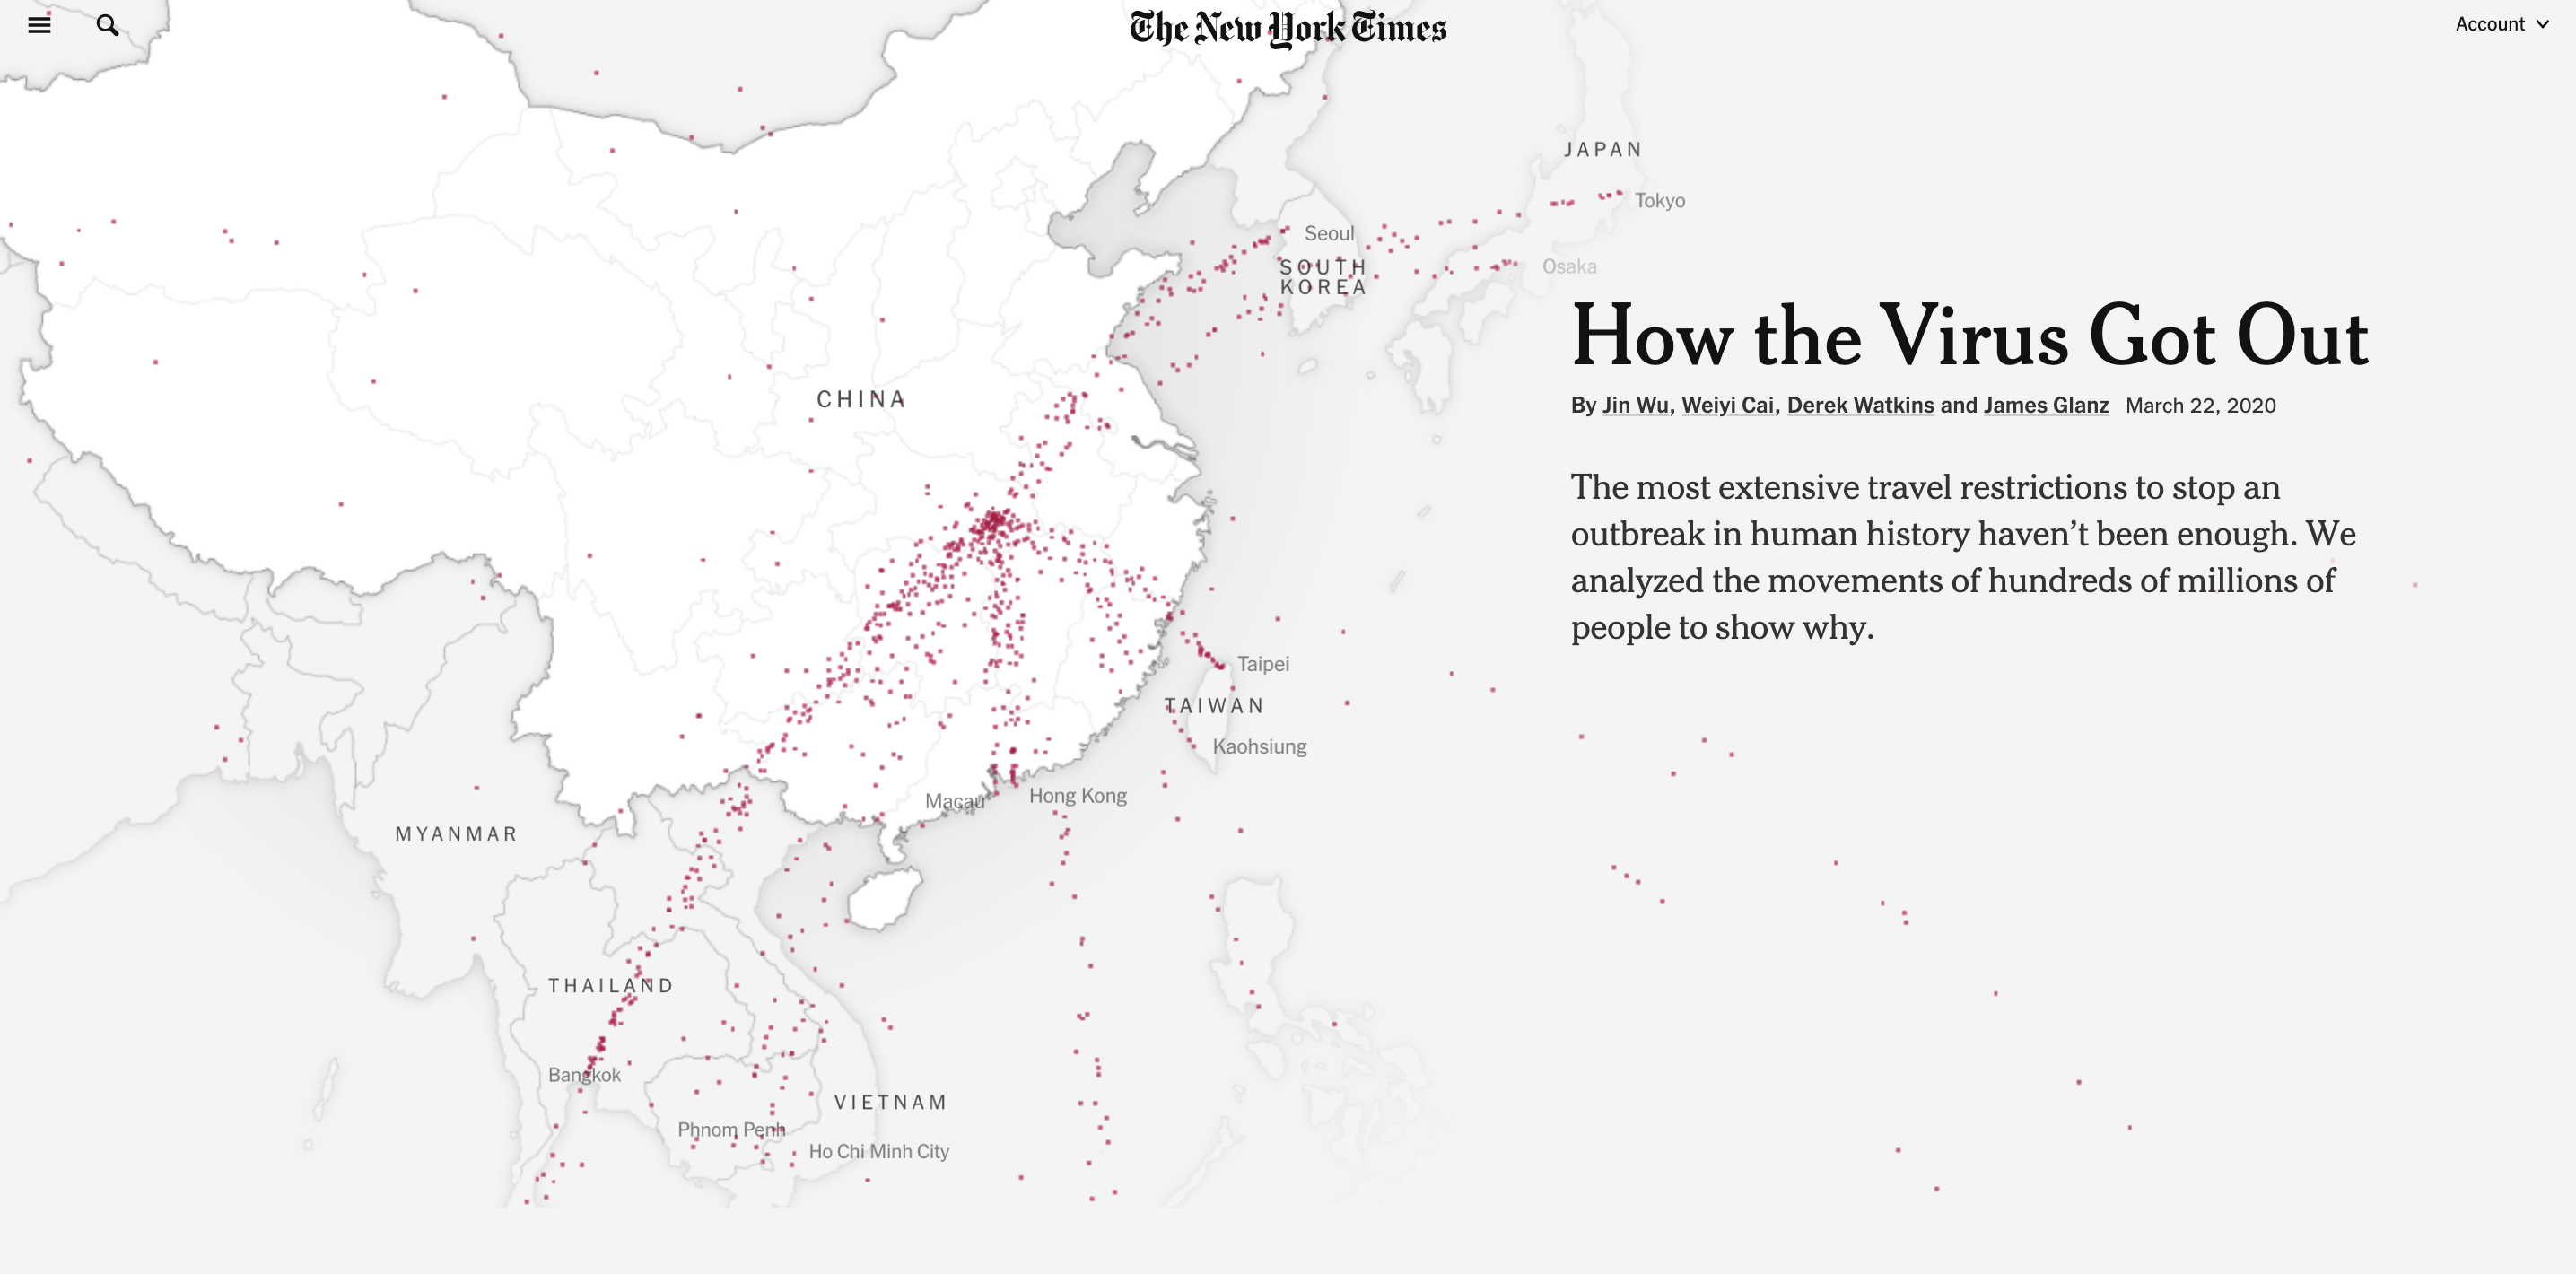 The New York Times
Account
JAPAN
Tokyo
Seoul
SOUTH
KOREA
Osaka
How the Virus Got Out
CHINA
By Jin Wu, Weiyi Cai, Derek Watkins and James Glanz March 22, 2020
The most extensive travel restrictions to stop an
outbreak in human history haven’t been enough. We
analyzed the movements of hundreds of millions of
people to show why.
Taipei
TAIWAN
Kaohsiung
Macau
Hong Kong
MYANMAR
THAILAND
Bangkok
VIETNAM
Phnom Penh
Ho Chi Minh City